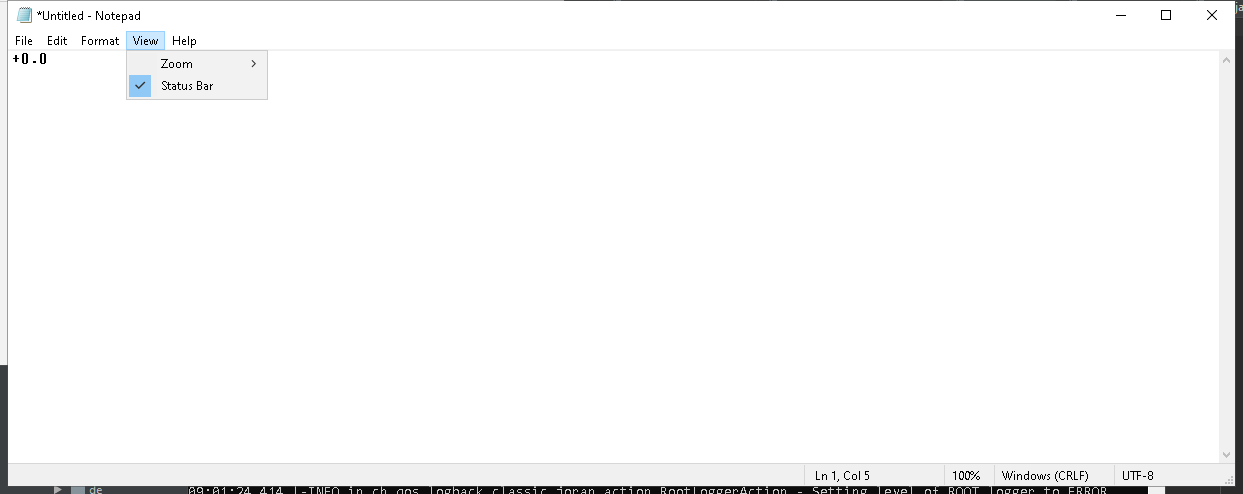 *Untitled - Notepad
File Edit Format View Help
+0.0
Zoom
Status Bar
Ln 1, Col 5 100% Windows (CRLF) UTF-8
de 09:01:24,414 |-INFO in ch.qos.logback.classic.joran.action.RootLoggerAction - Setting level of ROOT logger to ERROR